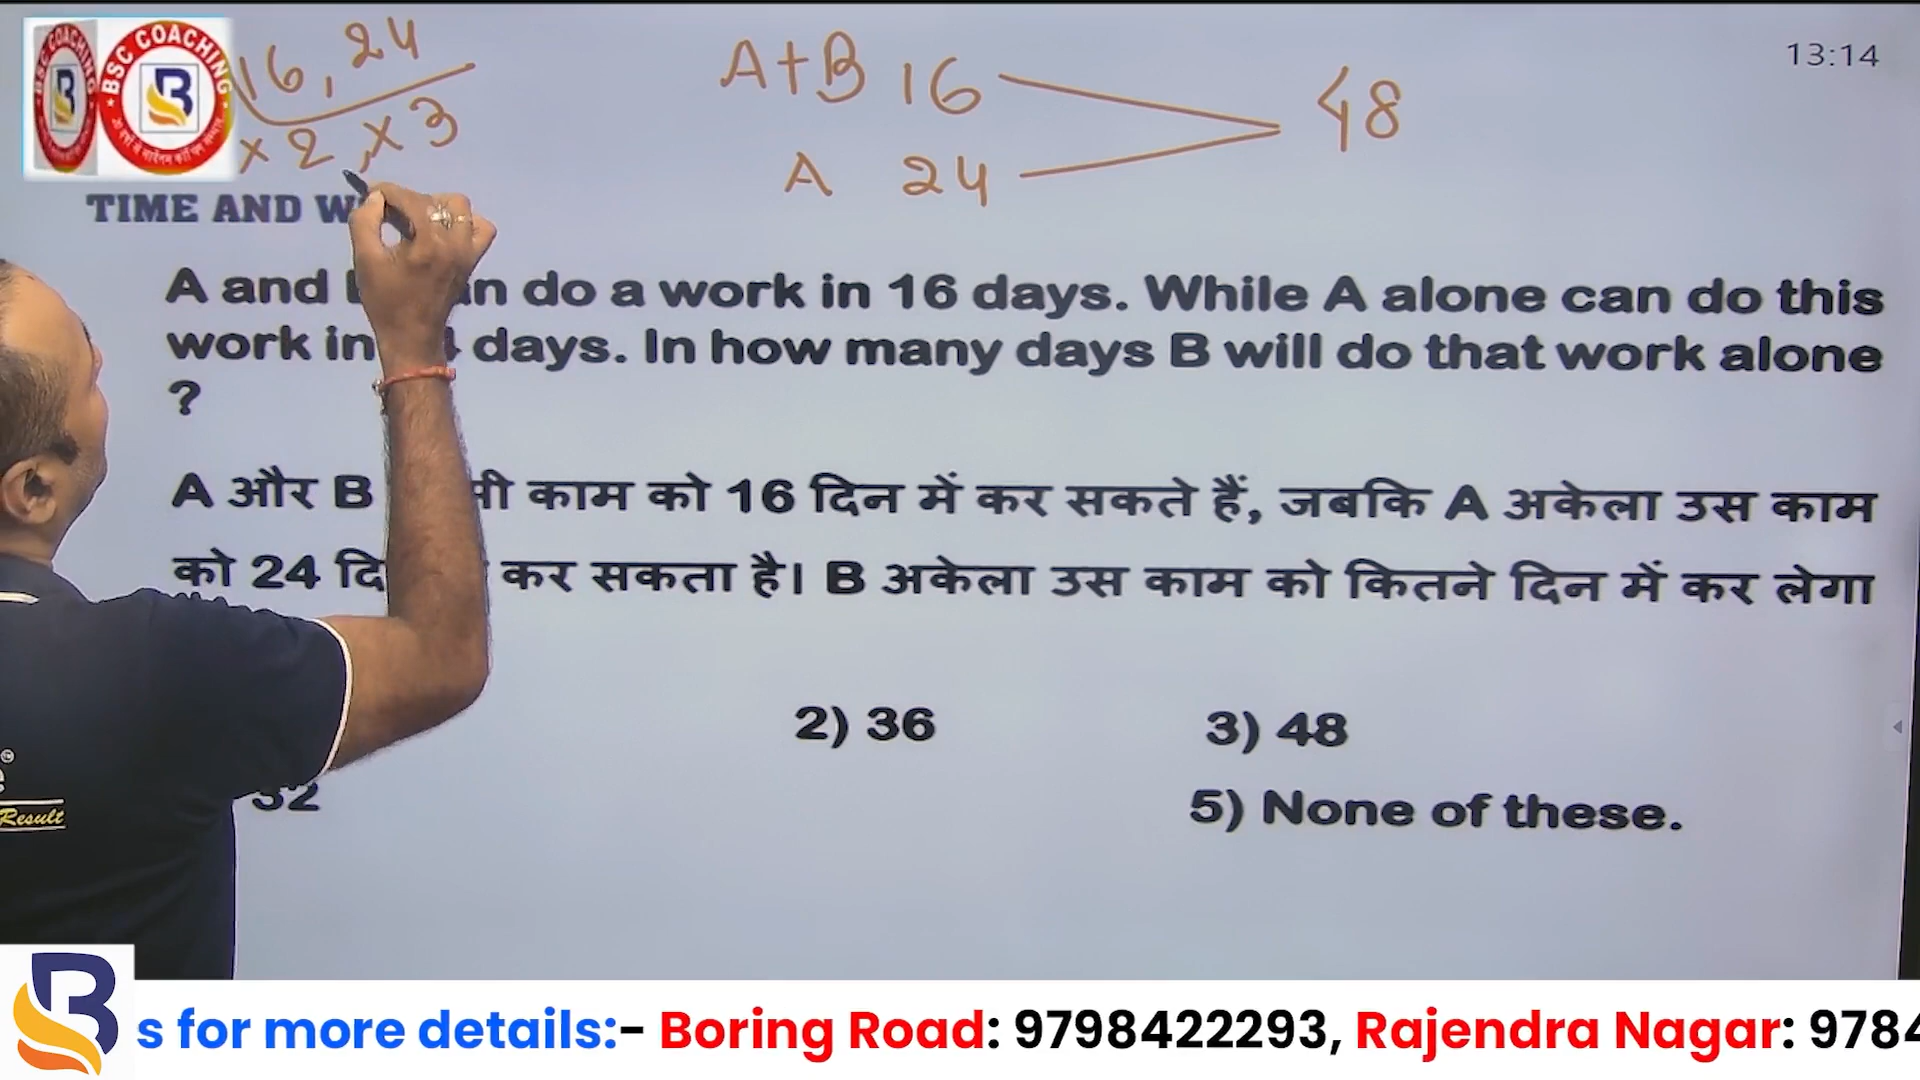 BSC COACHING
16, 24
×2, ×3
A+B 16
A 24
48
13:14
TIME AND
A and do a work in 16 days. While A alone can do this
work in days. In how many days B will do that work alone
?
A और B काम को 16 दिन में कर सकते हैं, जबकि A अकेला उस काम
को 24 कर सकता है। B अकेला उस काम को कितने दिन में कर लेगा
2) 36
3) 48
32
5) None of these.
Result
s for more details:- Boring Road: 9798422293, Rajendra Nagar: 9784